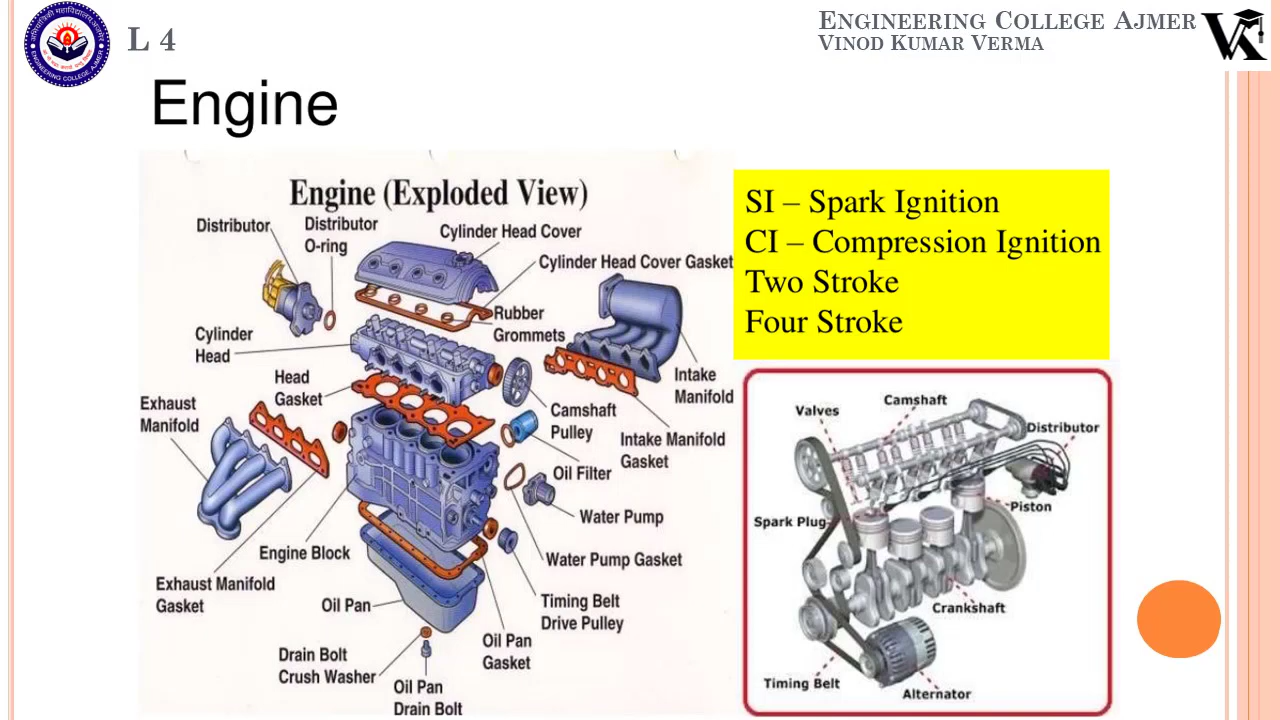 L 4
ENGINEERING COLLEGE AJMER
VINOD KUMAR VERMA
Engine
Engine (Exploded View)
Distributor
Distributor
O-ring
Cylinder Head Cover
Cylinder Head Cover Gasket
Rubber
Grommets
Cylinder
Head
Head
Gasket
Intake
Manifold
Exhaust
Manifold
Camshaft
Pulley
Intake Manifold
Gasket
Oil Filter
Water Pump
Engine Block
Water Pump Gasket
Exhaust Manifold
Gasket
Oil Pan
Timing Belt
Drive Pulley
Oil Pan
Gasket
Drain Bolt
Crush Washer
Oil Pan
Drain Bolt
SI – Spark Ignition
CI – Compression Ignition
Two Stroke
Four Stroke
Camshaft
Valves
Distributor
Piston
Spark Plug
Crankshaft
Timing Belt
Alternator
ENGINEERING COLLEGE, AJMER